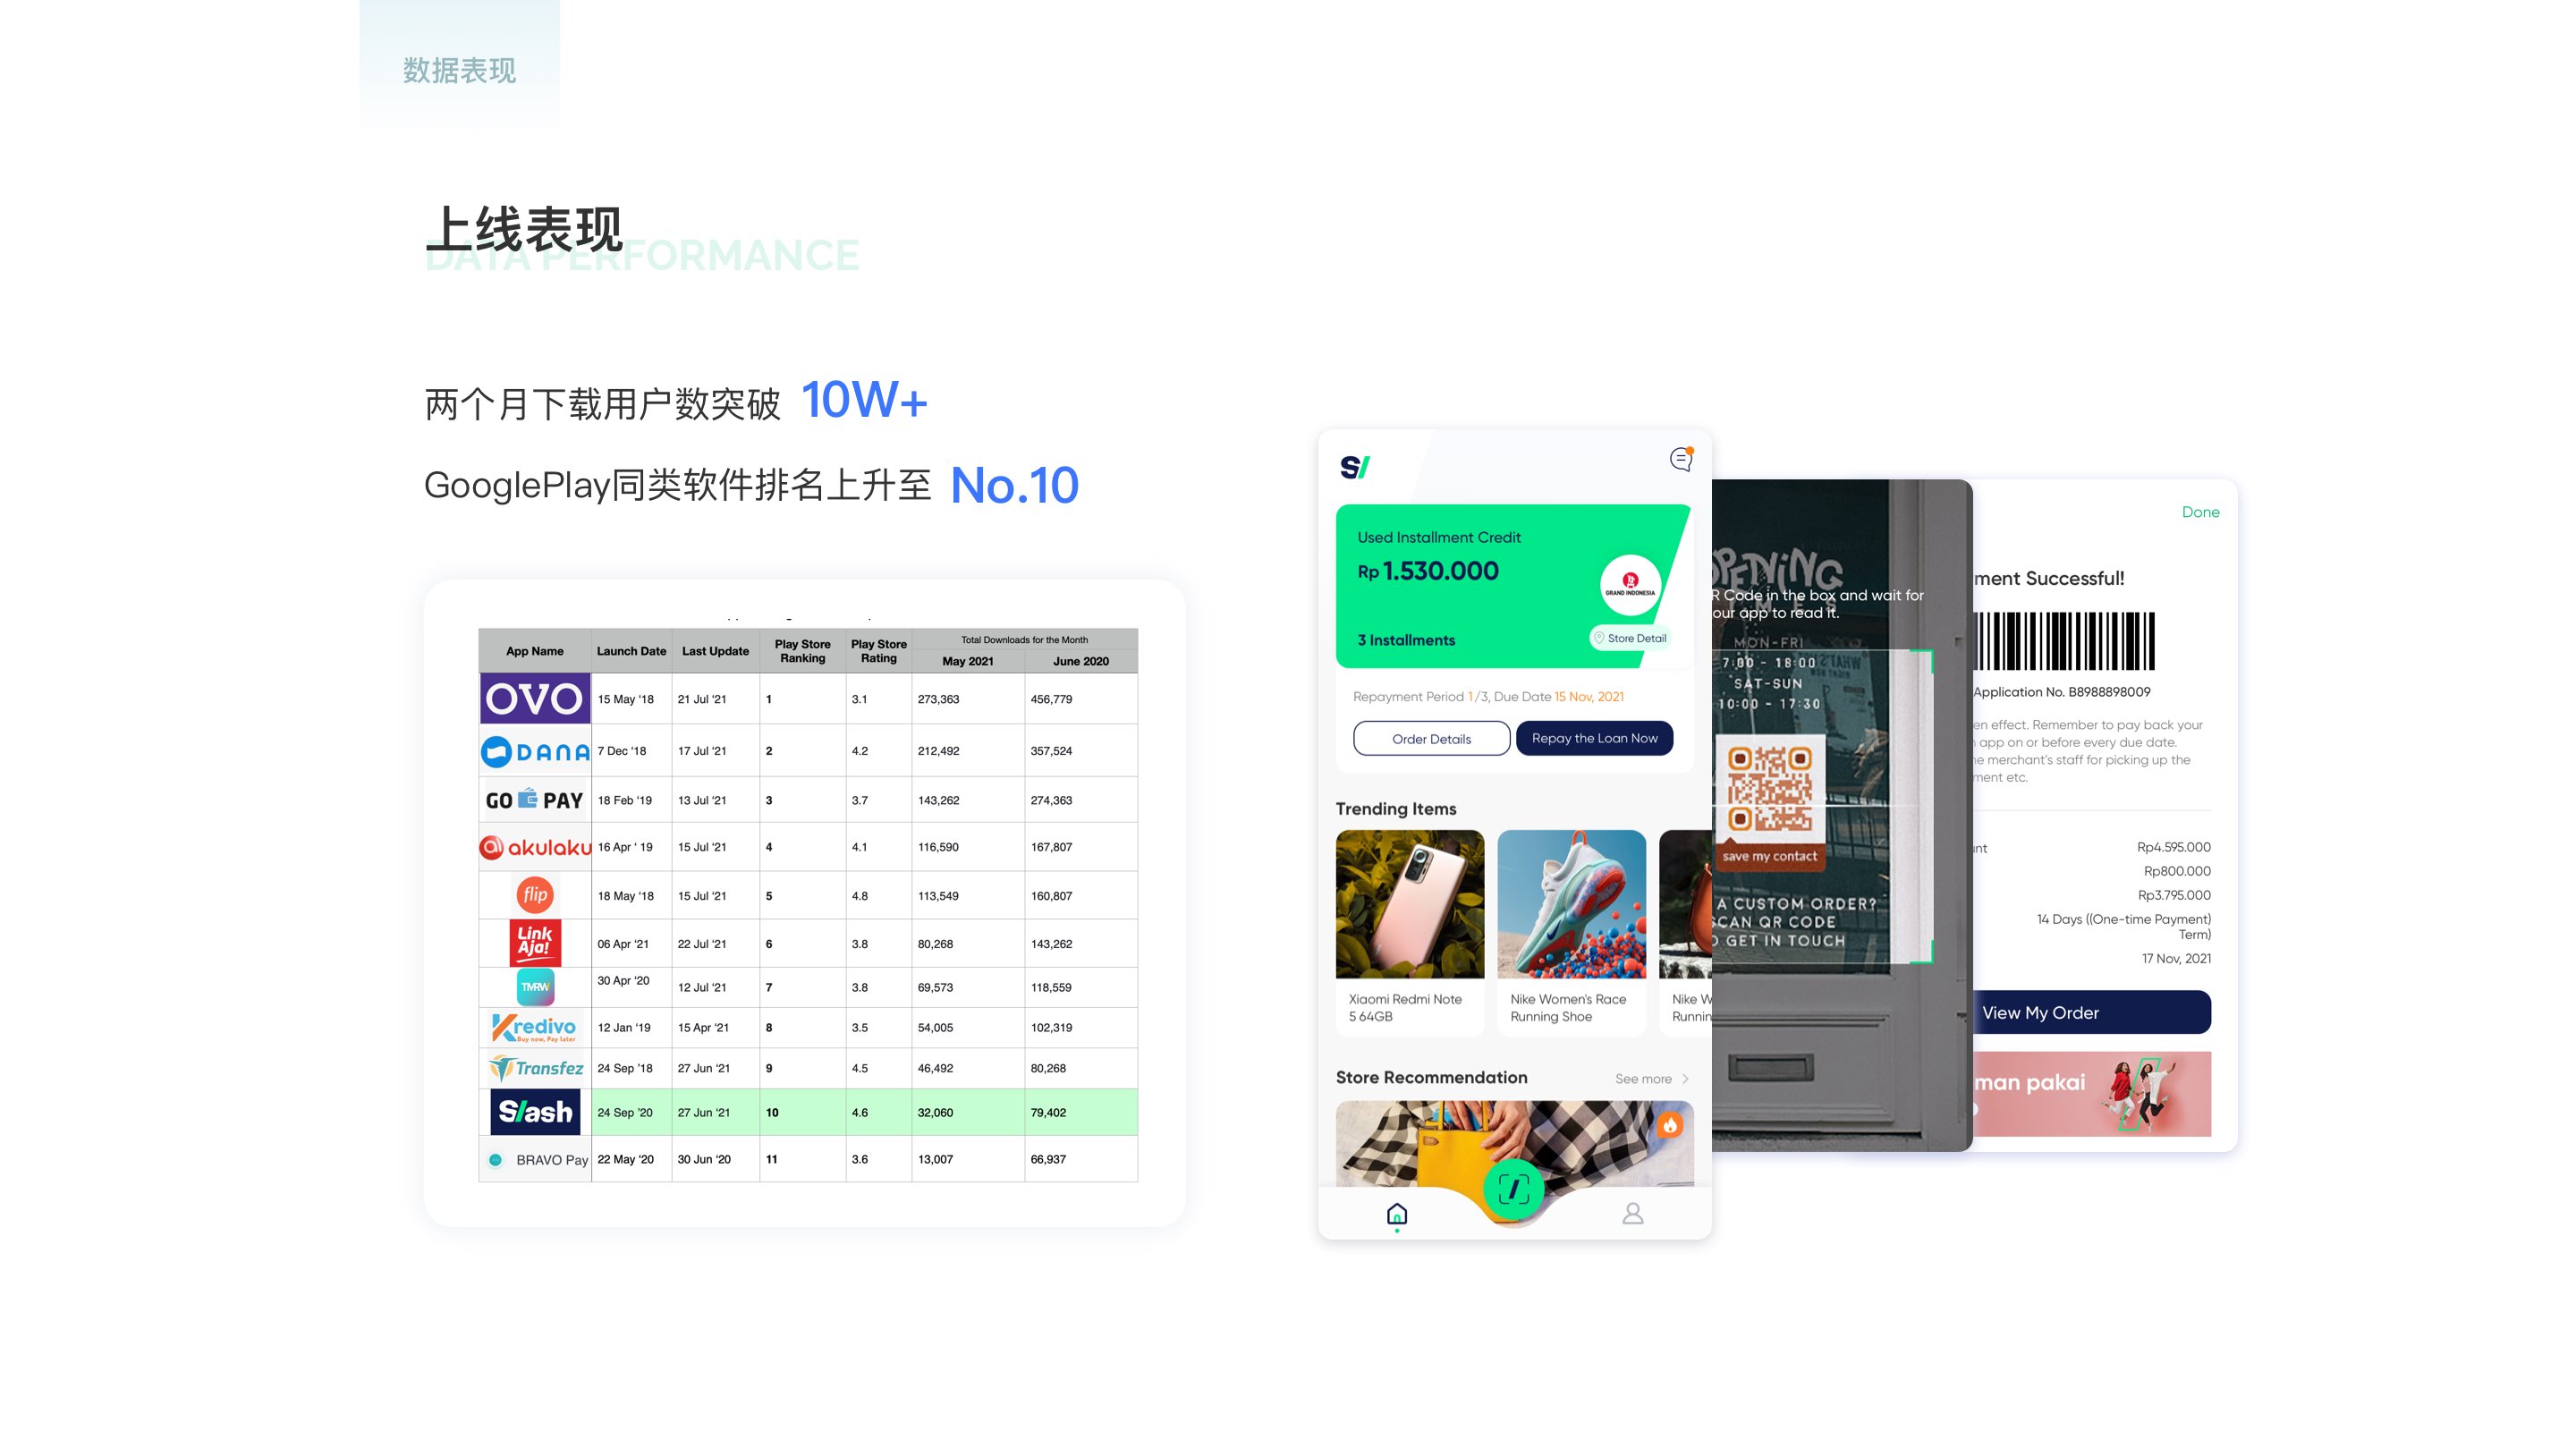 数据表现
上线表现
DATA PERFORMANCE
两个月下载用户数突破 10W+
GooglePlay同类软件排名上升至 No.10
App Name Launch Date Last Update Play Store Ranking Play Store Rating Total Downloads for the Month
May 2021 June 2020
OVO 15 May '18 21 Jul '21 1 3.1 273,363 456,779
DANA 7 Dec '18 17 Jul '21 2 4.2 212,492 357,524
GO PAY 18 Feb '19 13 Jul '21 3 3.7 143,262 274,363
akulaku 16 Apr ' 19 15 Jul '21 4 4.1 116,590 167,807
flip 18 May '18 15 Jul '21 5 4.8 113,549 160,807
Link Aja! 06 Apr '21 22 Jul '21 6 3.8 80,268 143,262
TMRW 30 Apr '20 12 Jul '21 7 3.8 69,573 118,559
Kredivo Buy now, Pay later 12 Jan '19 15 Apr '21 8 3.5 54,005 102,319
Transfez 24 Sep '18 27 Jun '21 9 4.5 46,492 80,268
S/ash 24 Sep '20 27 Jun '21 10 4.6 32,060 79,402
BRAVO Pay 22 May '20 30 Jun '20 11 3.6 13,007 66,937
S/
Used Installment Credit
Rp 1.530.000
GRAND INDONESIA
3 Installments
Store Detail
Repayment Period 1/3, Due Date 15 Nov, 2021
Order Details
Repay the Loan Now
Trending Items
Xiaomi Redmi Note
5 64GB
Nike Women's Race
Running Shoe
Nike W
Runnin
Store Recommendation
See more
PENING
R Code in the box and wait for
our app to read it.
MON-FRI
7:00 - 18:00
SAT-SUN
10:00 - 17:30
save my contact
A CUSTOM ORDER?
SCAN QR CODE
GET IN TOUCH
Done
ment Successful!
Application No. B8988898009
en effect. Remember to pay back your
app on or before every due date.
he merchant's staff for picking up the
ment etc.
unt Rp4.595.000
Rp800.000
Rp3.795.000
14 Days ((One-time Payment)
Term)
17 Nov, 2021
View My Order
man pakai